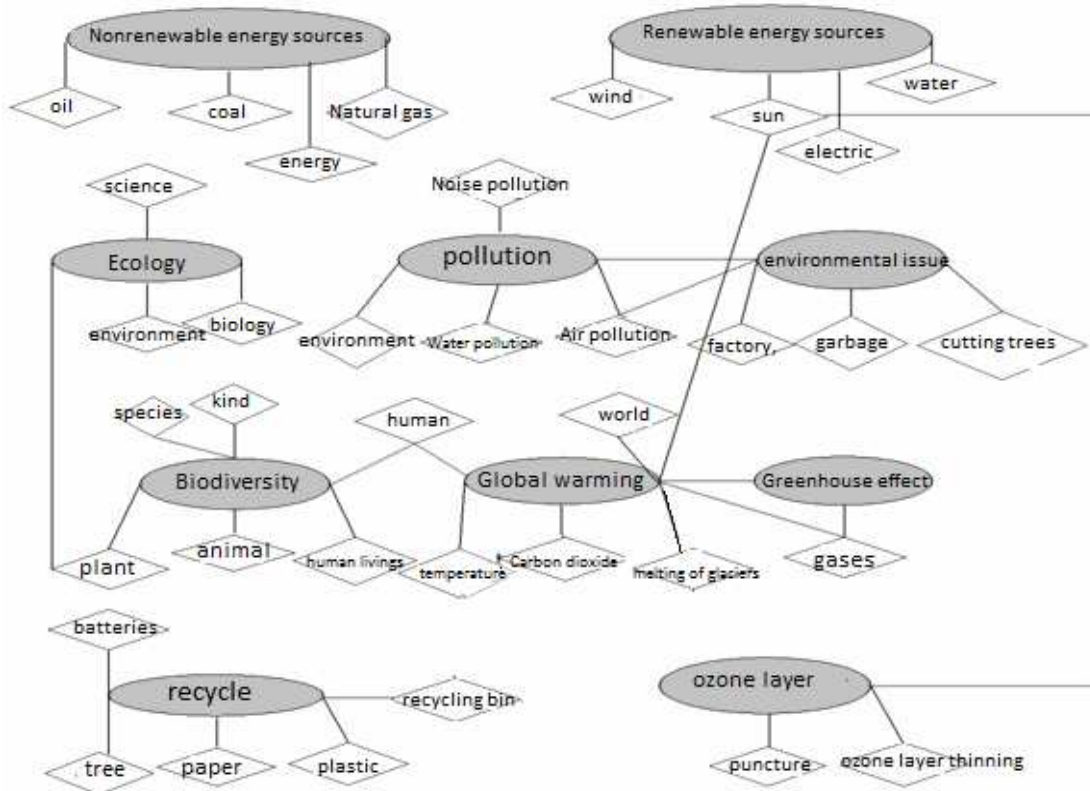 Nonrenewable energy sources
Renewable energy sources
oil
coal
energy
Natural gas
wind
sun
electric
water
science
Ecology
environment
biology
Noise pollution
pollution
environment
Water pollution
Air pollution
environmental issue
factory,
garbage
cutting trees
species
kind
human
world
Biodiversity
Global warming
Greenhouse effect
plant
animal
human livings
temperature
Carbon dioxide
melting of glaciefs
gases
batteries
recycle
recycling bin
tree
paper
plastic
ozone layer
puncture
ozone layer thinning